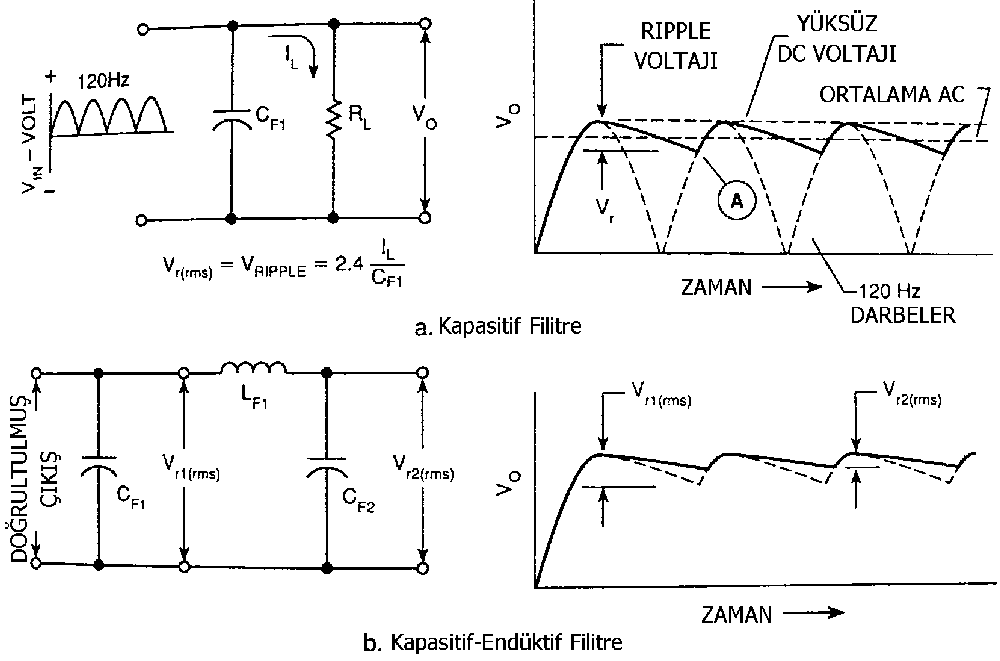 +
120Hz
V_IN – VOLT
–
I_L
C_F1
R_L
V_O
V_r(rms) = V_RIPPLE = 2.4 I_L / C_F1
V_O
RIPPLE
VOLTAJI
YÜKSÜZ
DC VOLTAJI
ORTALAMA AC
V_r
A
ZAMAN
120 Hz
DARBELER
a. Kapasitif Filitre
DOĞRULTULMUŞ
ÇIKIŞ
C_F1
V_r1(rms)
L_F1
C_F2
V_r2(rms)
V_O
V_r1(rms)
V_r2(rms)
ZAMAN
b. Kapasitif-Endüktif Filitre